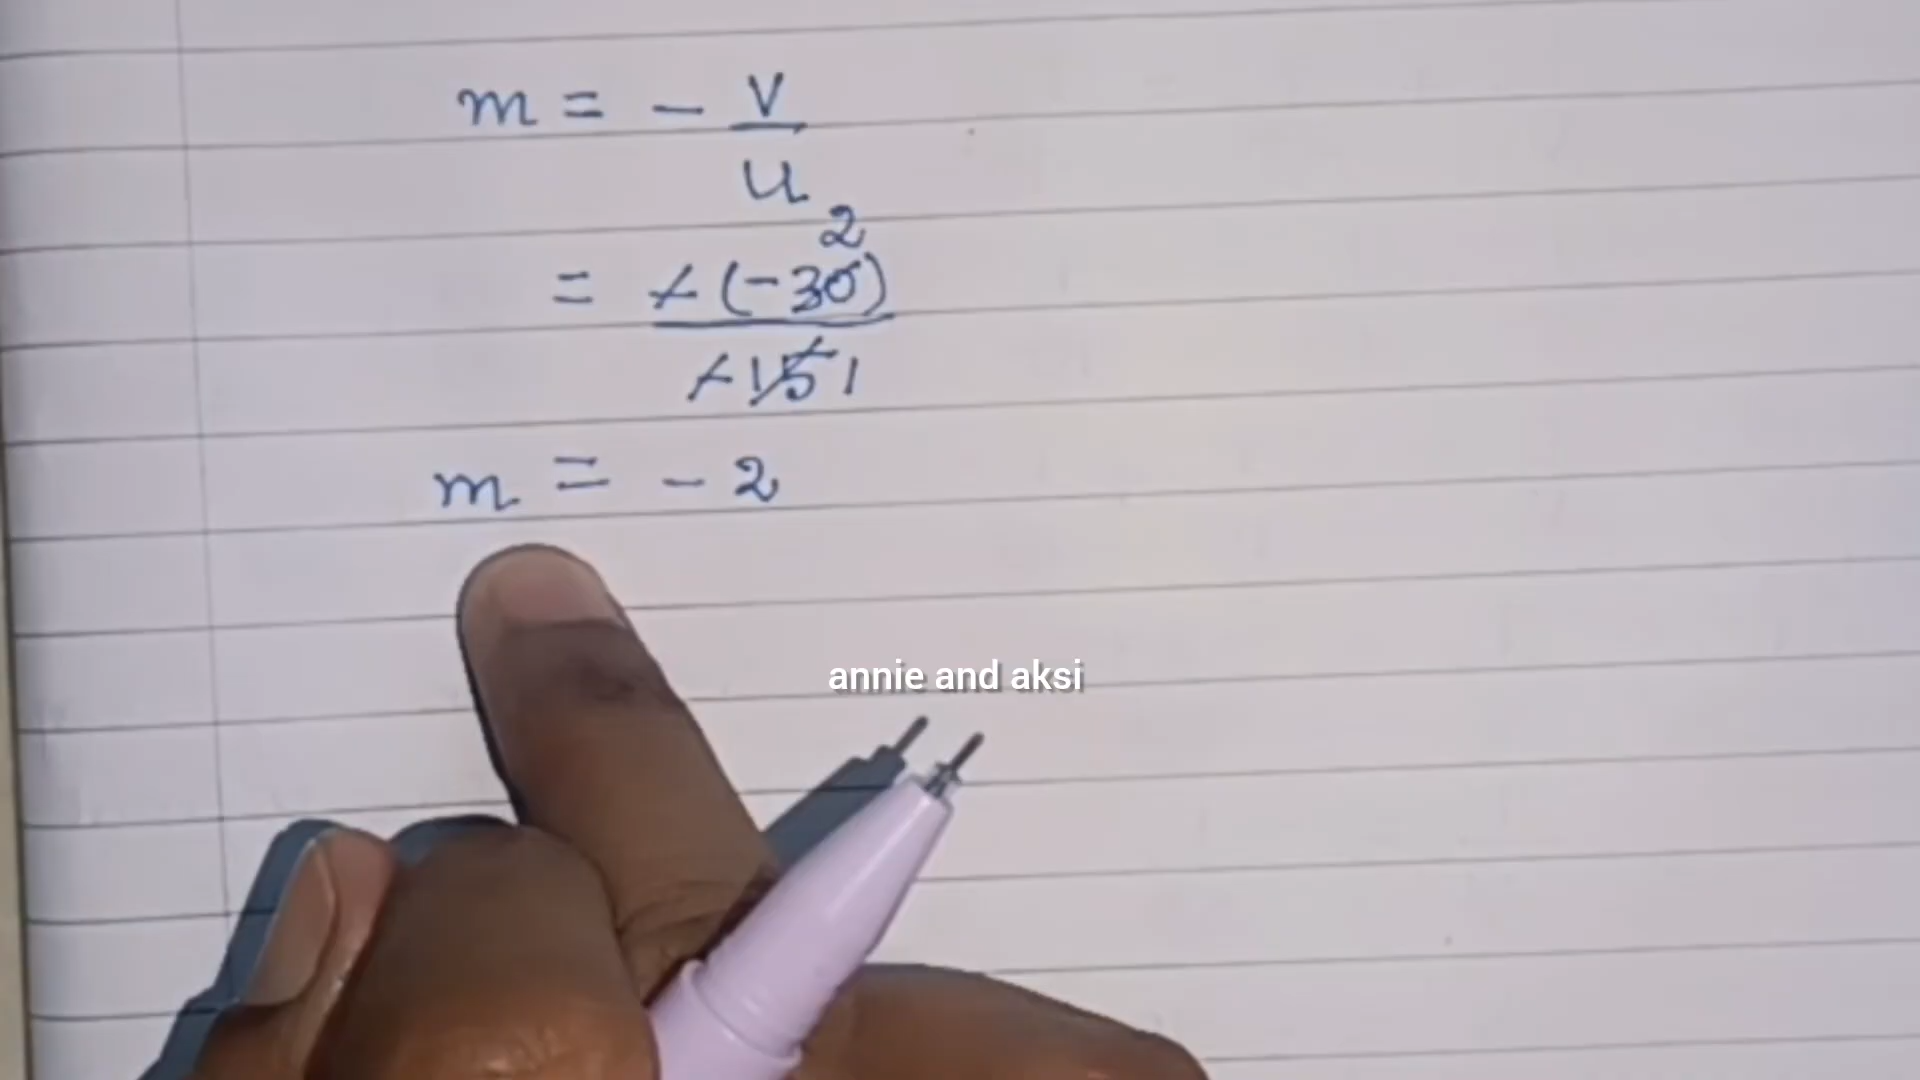 m = - v/u
= -(-30) 2 / -15 1
m = - 2
annie and aksi